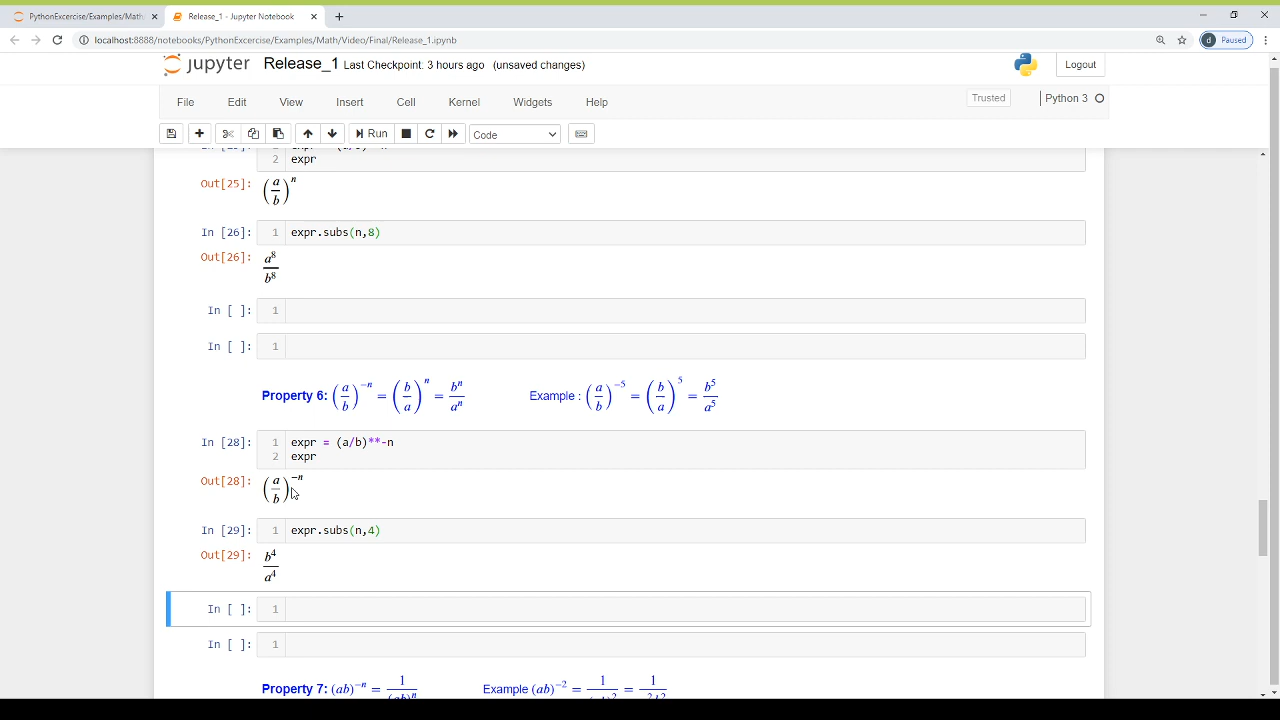 PythonExcercise/Examples/Math
Release_1 - Jupyter Notebook
localhost:8888/notebooks/PythonExcercise/Examples/Math/Video/Final/Release_1.ipynb
d Paused
jupyter Release_1 Last Checkpoint: 3 hours ago (unsaved changes)
Logout
File Edit View Insert Cell Kernel Widgets Help
Trusted
Python 3
Run
Code
2 expr
Out[25]: (a/b)^n
In [26]: 1 expr.subs(n,8)
Out[26]: a^8/b^8
In [ ]: 1
In [ ]: 1
Property 6: (a/b)^−n = (b/a)^n = b^n/a^n Example : (a/b)^−5 = (b/a)^5 = b^5/a^5
In [28]: 1 expr = (a/b)**-n
2 expr
Out[28]: (a/b)^−n
In [29]: 1 expr.subs(n,4)
Out[29]: b^4/a^4
In [ ]: 1
In [ ]: 1
Property 7: (ab)^−n = 1/(ab)^n Example (ab)^−2 =